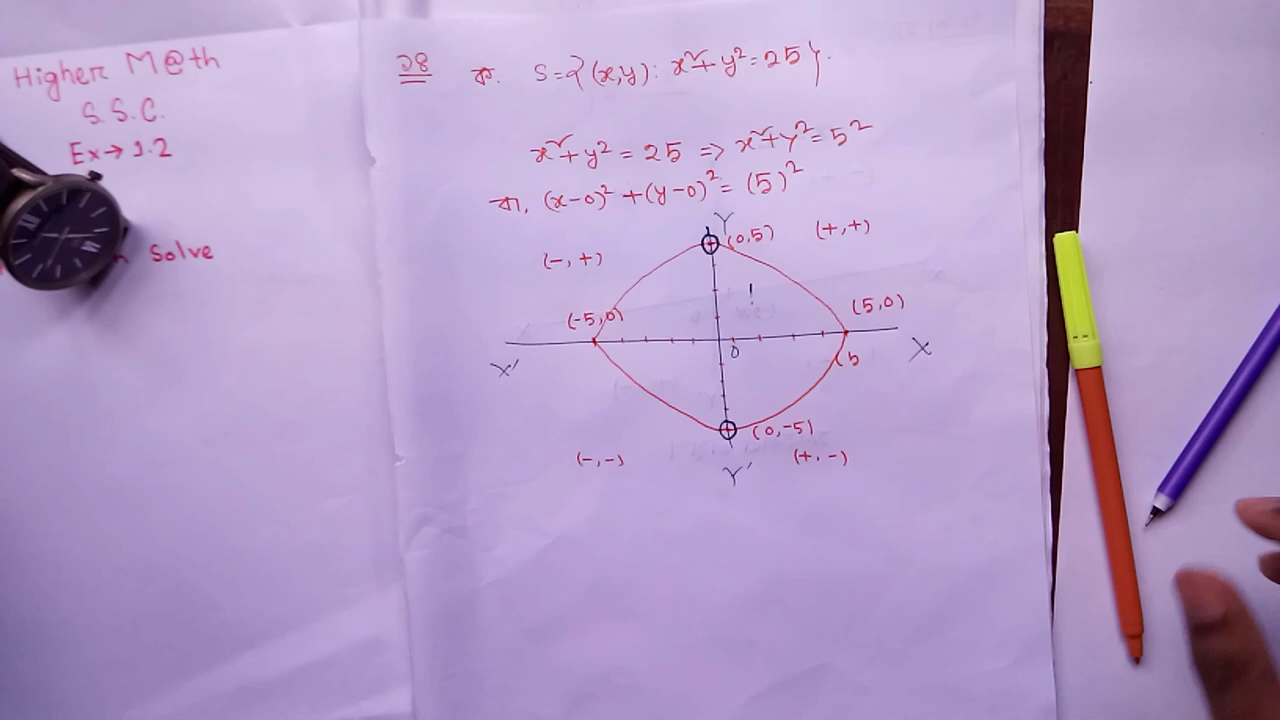 Higher M@th
S.S.C.
Ex→1.2
Solve
২৪ ক. S={(x,y): x²+y²=25}.
x²+y² = 25 ⇒ x²+y²=5²
বা, (x-0)²+(y-0)²= (5)²
Y
(0,5)
(+,+)
(-,+)
(-5,0)
(5,0)
0
X'
X
(5
(0,-5)
(-,-)
(+,-)
Y'